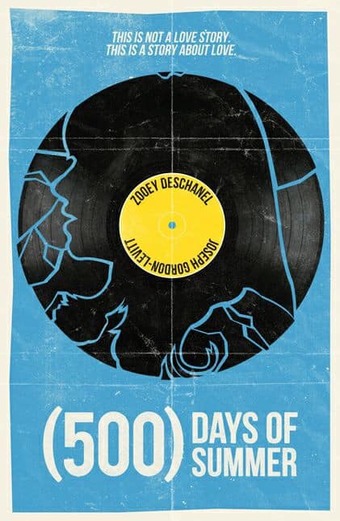 THIS IS NOT A LOVE STORY.
THIS IS A STORY ABOUT LOVE.
ZOOEY DESCHANEL
JOSEPH GORDON-LEVITT
(500) DAYS OF
SUMMER